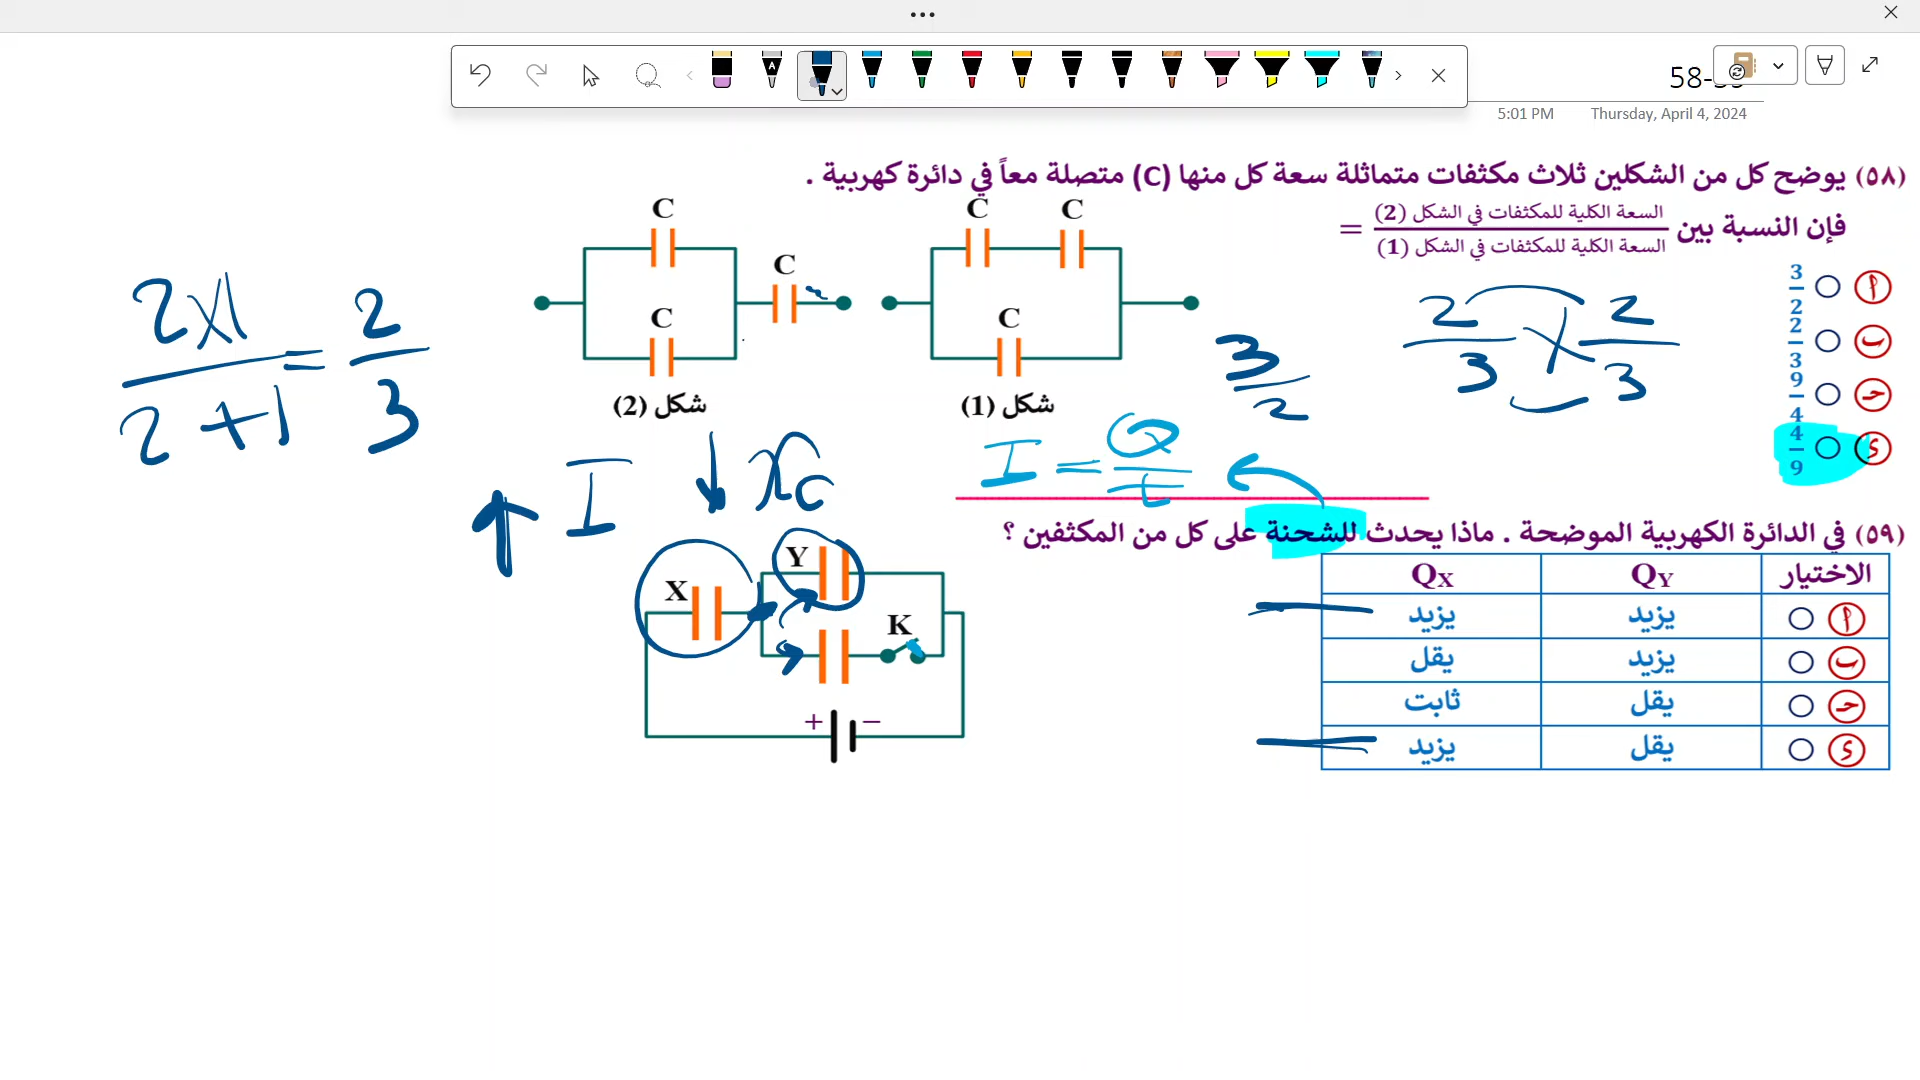 58-
5:01 PM Thursday, April 4, 2024
(٥٨) يوضح كل من الشكلين ثلاث مكثفات متماثلة سعة كل منها (C) متصلة معاً في دائرة كهربية .
فإن النسبة بين السعة الكلية للمكثفات في الشكل (2) / السعة الكلية للمكثفات في الشكل (1) =
أ 3/2
ب 2/3
جـ 9/4
د 4/9
C
C
C
شكل (2)
C
C
C
شكل (1)
2x1 / 2+1 = 2/3
3/2
2/3 X 2/3
I = Q/t
I Xc
(٥٩) في الدائرة الكهربية الموضحة . ماذا يحدث للشحنة على كل من المكثفين ؟
الاختيار QY QX
أ يزيد يزيد
ب يزيد يقل
جـ يقل ثابت
د يقل يزيد
X
Y
K
+ −